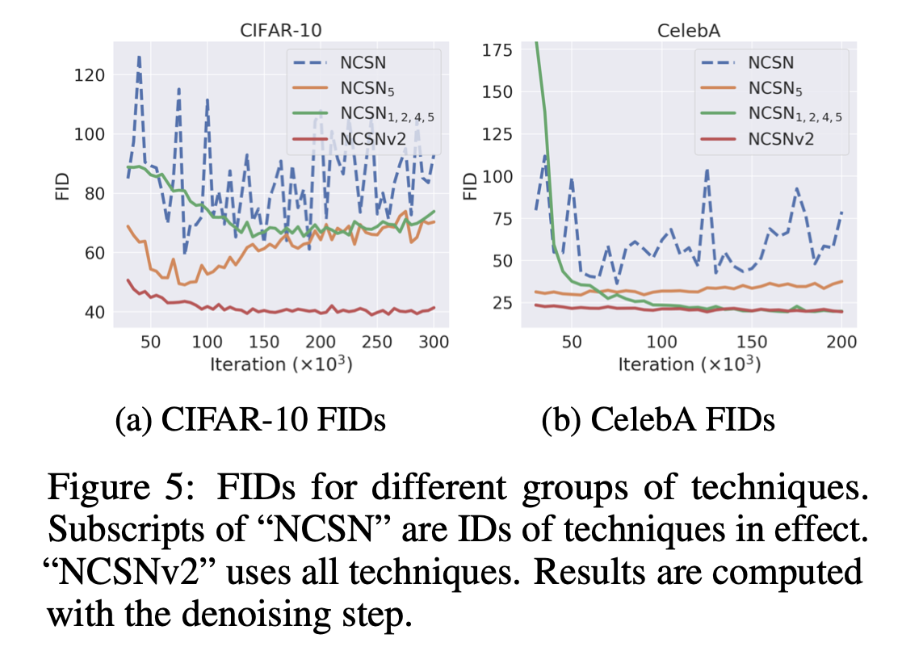 CIFAR-10
FID
120
100
80
60
40
NCSN
NCSN5
NCSN1, 2, 4, 5
NCSNv2
50 100 150 200 250 300
Iteration (×10³)
(a) CIFAR-10 FIDs
CelebA
FID
175
150
125
100
75
50
25
NCSN
NCSN5
NCSN1, 2, 4, 5
NCSNv2
50 100 150 200
Iteration (×10³)
(b) CelebA FIDs
Figure 5: FIDs for different groups of techniques.
Subscripts of “NCSN” are IDs of techniques in effect.
“NCSNv2” uses all techniques. Results are computed
with the denoising step.